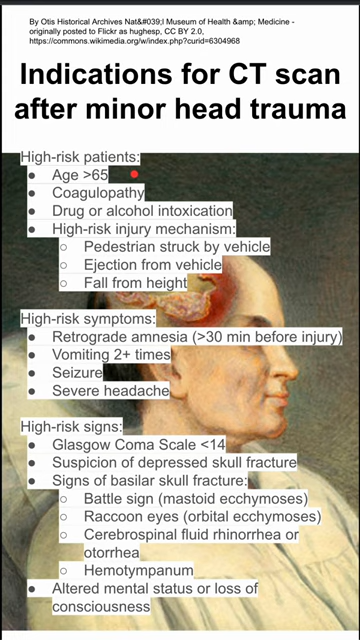 By Otis Historical Archives Nat&#039;l Museum of Health &amp; Medicine -
originally posted to Flickr as hughesp, CC BY 2.0,
https://commons.wikimedia.org/w/index.php?curid=6304968
Indications for CT scan
after minor head trauma
High-risk patients:
● Age >65
● Coagulopathy
● Drug or alcohol intoxication
● High-risk injury mechanism:
○ Pedestrian struck by vehicle
○ Ejection from vehicle
○ Fall from height
High-risk symptoms:
● Retrograde amnesia (>30 min before injury)
● Vomiting 2+ times
● Seizure
● Severe headache
High-risk signs:
● Glasgow Coma Scale <14
● Suspicion of depressed skull fracture
● Signs of basilar skull fracture:
○ Battle sign (mastoid ecchymoses)
○ Raccoon eyes (orbital ecchymoses)
○ Cerebrospinal fluid rhinorrhea or
otorrhea
○ Hemotympanum
● Altered mental status or loss of
consciousness